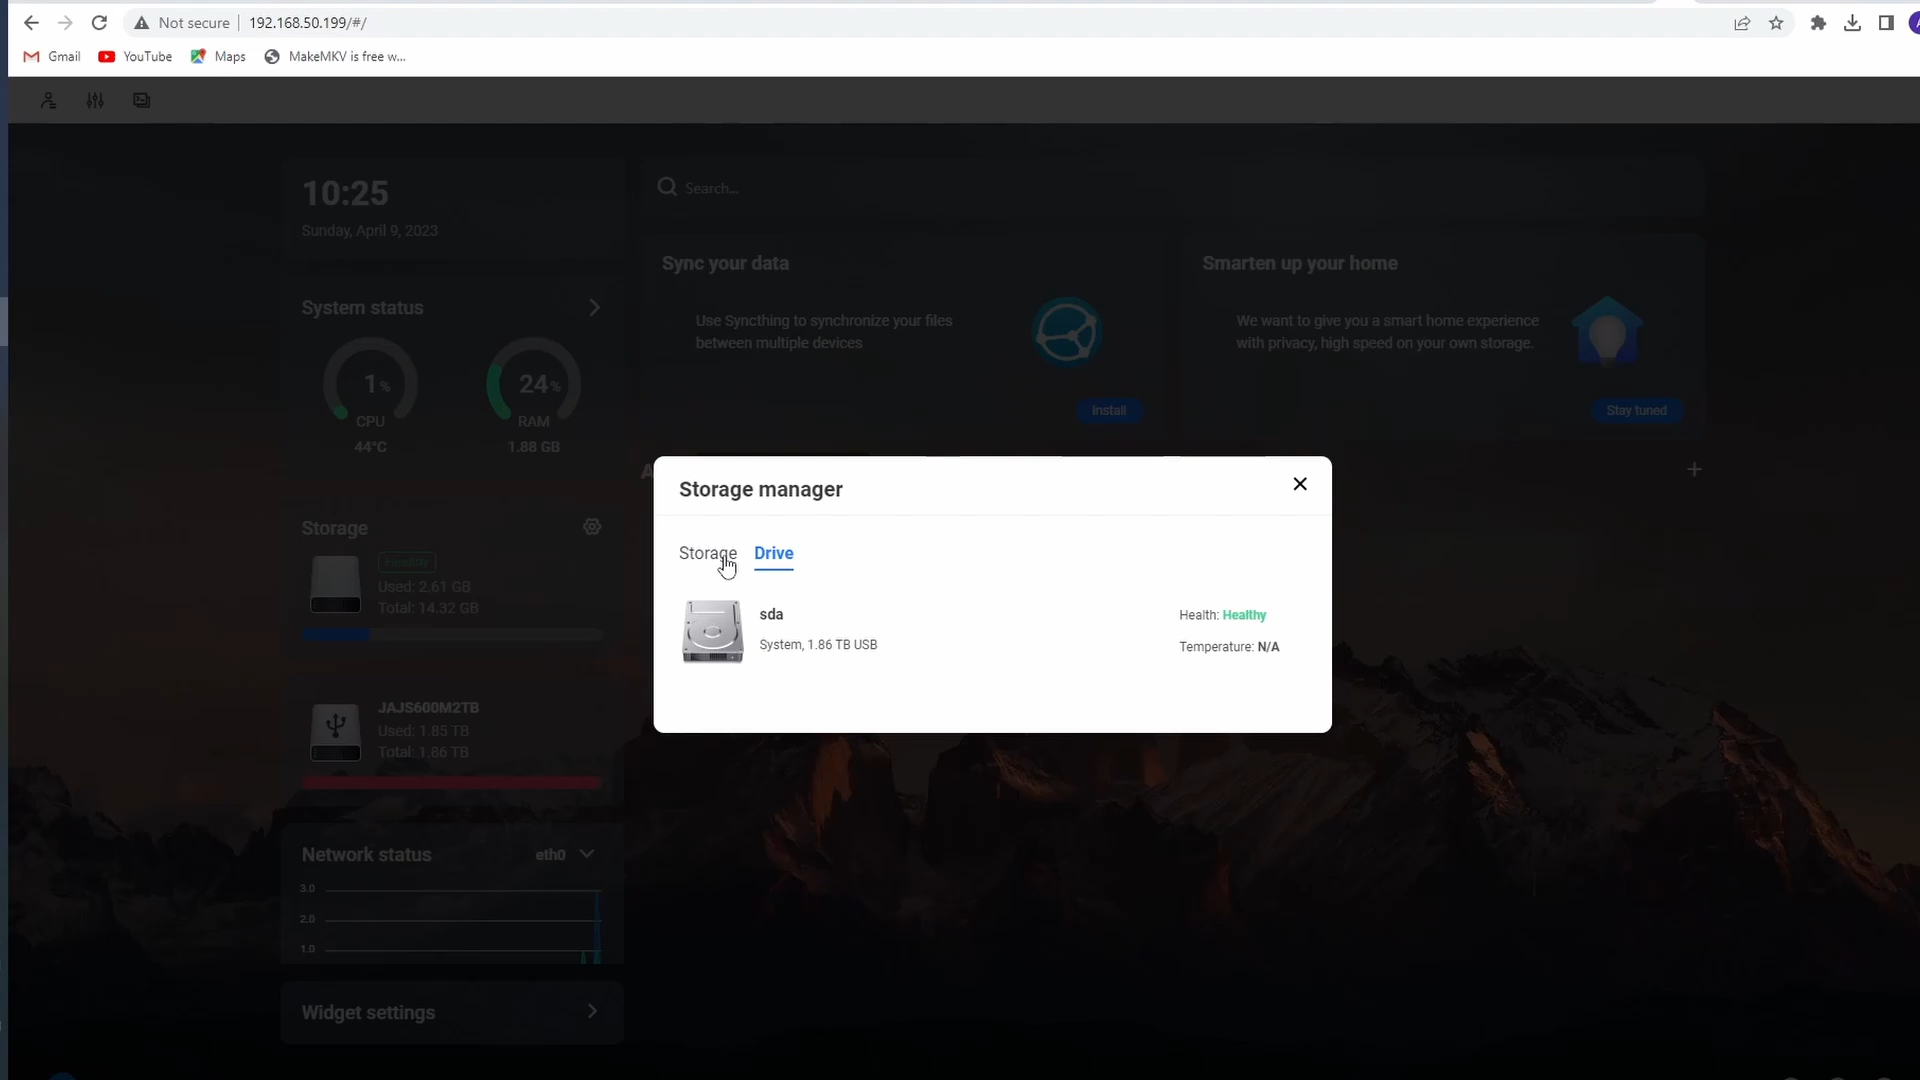 Not secure 192.168.50.199/#/
Gmail YouTube Maps MakeMKV is free w...
10:25
Sunday, April 9, 2023
Search...
System status
1%
CPU
44°C
24%
RAM
1.88 GB
Sync your data
Use Syncthing to synchronize your files
between multiple devices
Install
Smarten up your home
We want to give you a smart home experience
with privacy, high speed on your own storage.
Stay tuned
Storage
Healthy
Used: 2.61 GB
Total: 14.32 GB
JAJS600M2TB
Used: 1.85 TB
Total: 1.86 TB
Network status eth0
3.0
2.0
1.0
Widget settings
Storage manager
Storage Drive
sda
System, 1.86 TB USB
Health: Healthy
Temperature: N/A